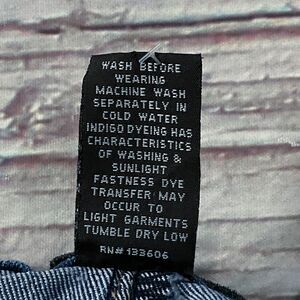 WASH BEFORE
WEARING
MACHINE WASH
SEPARATELY IN
COLD WATER
INDIGO DYEING HAS
CHARACTERISTICS
OF WASHING &
SUNLIGHT
FASTNESS DYE
TRANSFER MAY
OCCUR TO
LIGHT GARMENTS
TUMBLE DRY LOW
RN# 133606